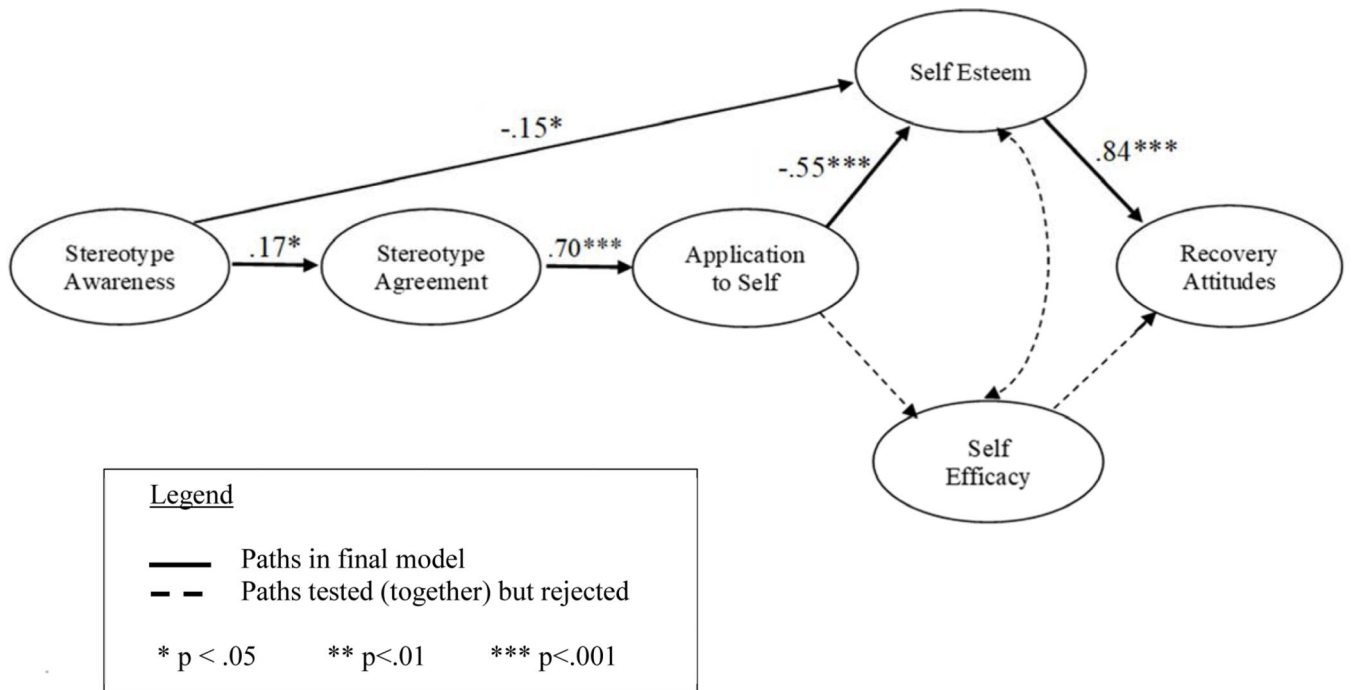 Self Esteem
-.15*
-.55***
.84***
Stereotype
Awareness
.17*
Stereotype
Agreement
.70***
Application
to Self
Recovery
Attitudes
Self
Efficacy
Legend
Paths in final model
Paths tested (together) but rejected
* p < .05 ** p<.01 *** p<.001